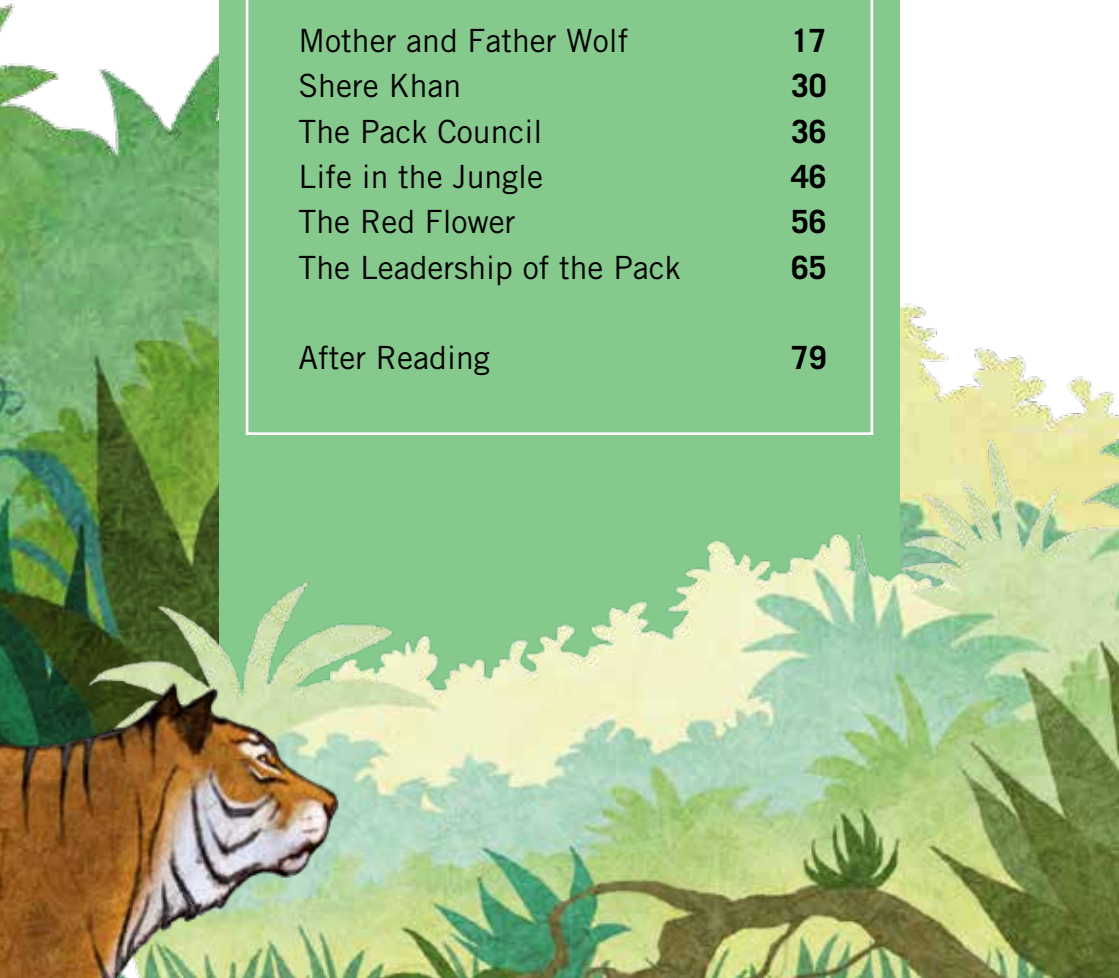 Mother and Father Wolf 17
Shere Khan 30
The Pack Council 36
Life in the Jungle 46
The Red Flower 56
The Leadership of the Pack 65
After Reading 79